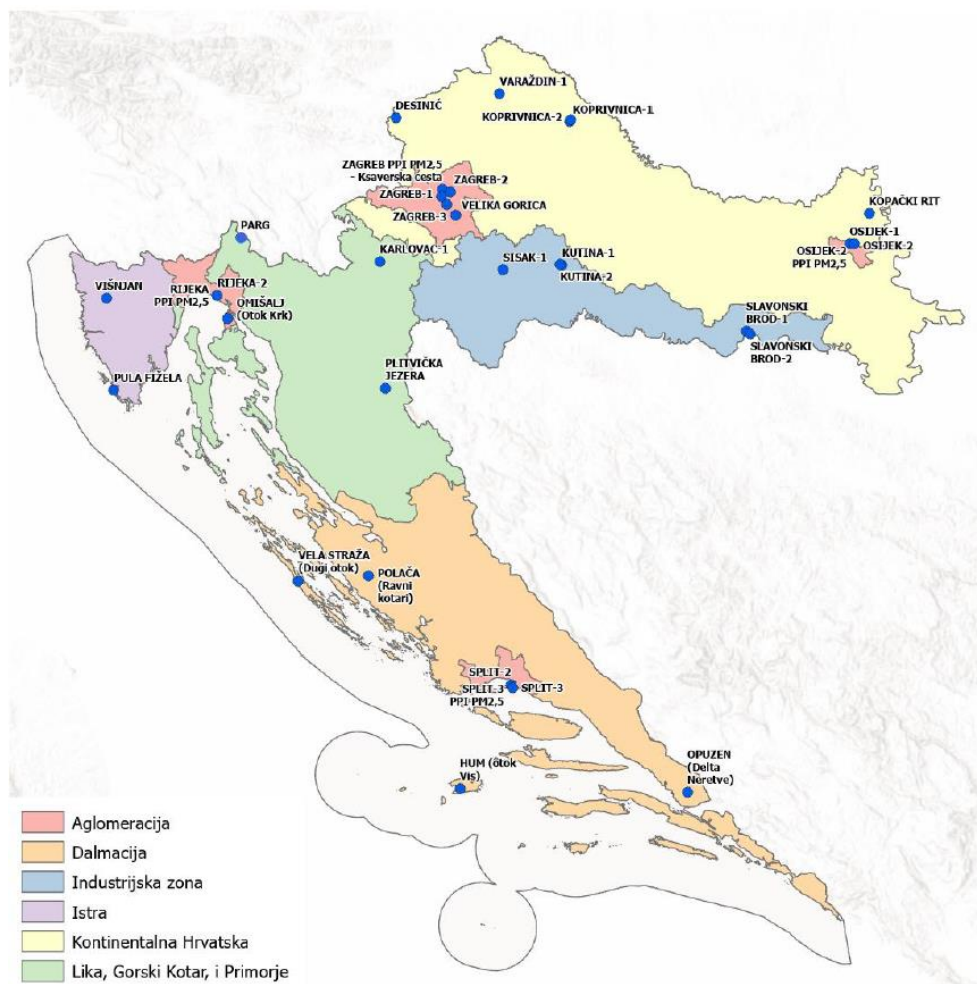 VARAŽDIN-1
DESINIĆ
KOPRIVNICA-1
KOPRIVNICA-2
ZAGREB PPI PM2,5
- Ksaverska cesta
ZAGREB-2
ZAGREB-1
VELIKA GORICA
ZAGREB-3
KOPAČKI RIT
OSIJEK-1
OSIJEK-2
OSIJEK-2
PPI PM2,5
PARG
KARLOVAC-1
SISAK-1
KUTINA-1
KUTINA-2
VIŠNJAN
RIJEKA-2
RIJEKA
PPI PM2,5
OMIŠALJ
(Otok Krk)
SLAVONSKI
BROD-1
SLAVONSKI
BROD-2
PULA FIŽELA
PLITVIČKA
JEZERA
VELA STRAŽA
(Dugi otok)
POLAČA
(Ravni
kotari)
SPLIT-2
SPLIT-3
SPLIT-3
PPI PM2,5
HUM (otok
Vis)
OPUZEN
(Delta
Neretve)
Aglomeracija
Dalmacija
Industrijska zona
Istra
Kontinentalna Hrvatska
Lika, Gorski Kotar, i Primorje